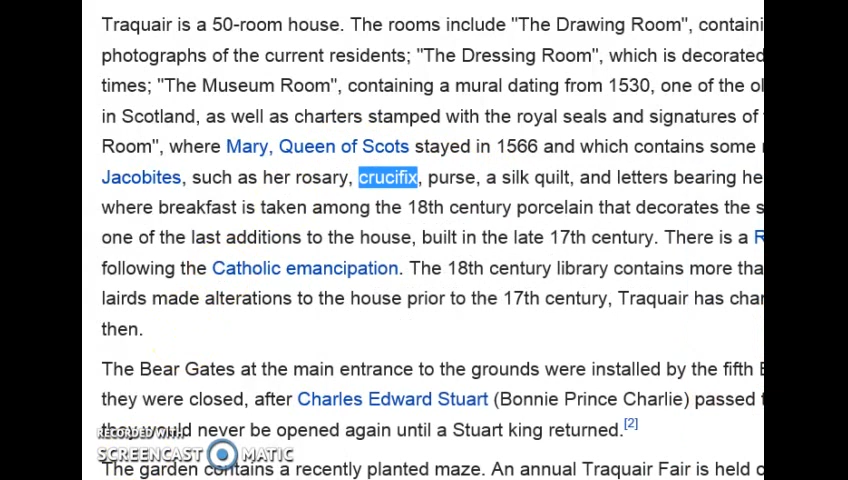 Traquair is a 50-room house. The rooms include "The Drawing Room", containi
photographs of the current residents; "The Dressing Room", which is decorated
times; "The Museum Room", containing a mural dating from 1530, one of the ol
in Scotland, as well as charters stamped with the royal seals and signatures of
Room", where Mary, Queen of Scots stayed in 1566 and which contains some
Jacobites, such as her rosary, crucifix, purse, a silk quilt, and letters bearing he
where breakfast is taken among the 18th century porcelain that decorates the s
one of the last additions to the house, built in the late 17th century. There is a R
following the Catholic emancipation. The 18th century library contains more tha
lairds made alterations to the house prior to the 17th century, Traquair has chan
then.
The Bear Gates at the main entrance to the grounds were installed by the fifth E
they were closed, after Charles Edward Stuart (Bonnie Prince Charlie) passed t
they would never be opened again until a Stuart king returned.[2]
RECORDED WITH
SCREENCAST MATIC
The garden contains a recently planted maze. An annual Traquair Fair is held o